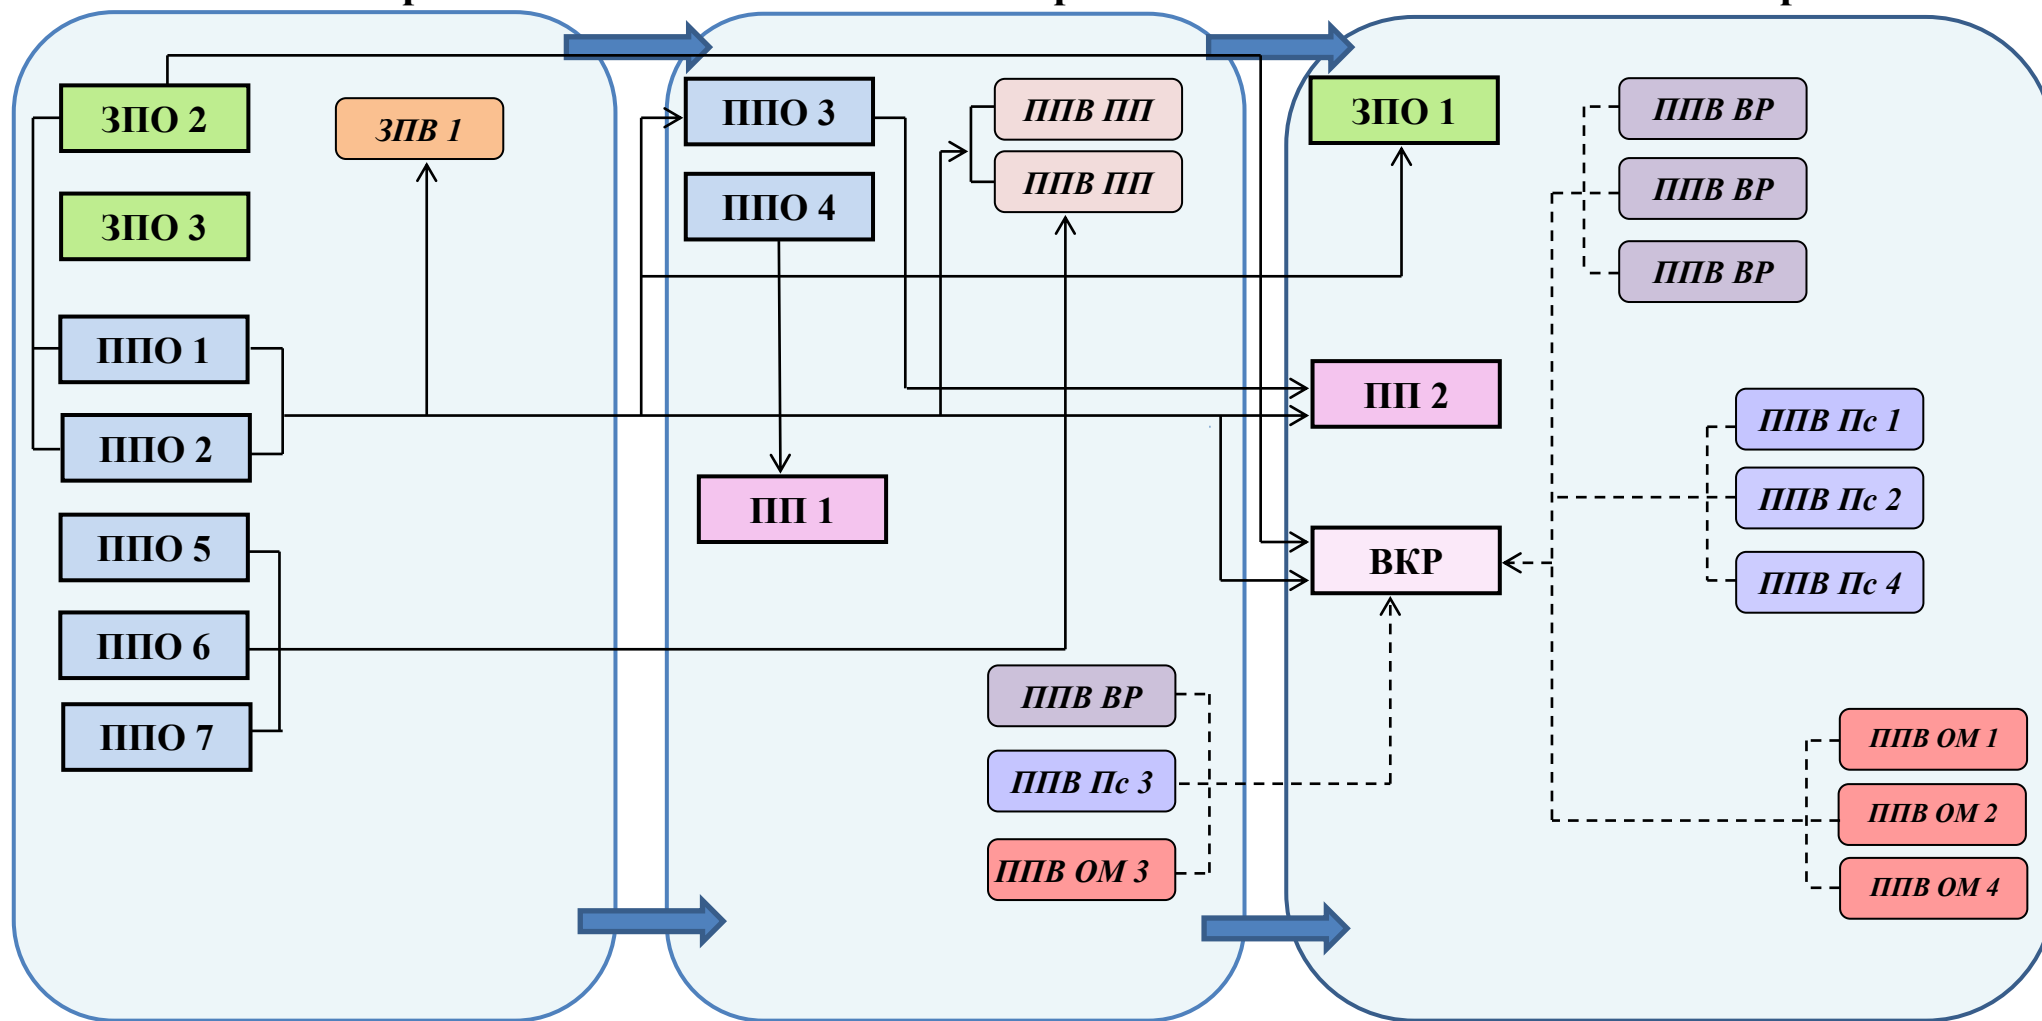 ЗПО 2
ЗПВ 1
ЗПО 3
ППО 1
ППО 2
ППО 5
ППО 6
ППО 7
ППО 3
ППВ ПП
ППВ ПП
ППО 4
ПП 1
ППВ ВР
ППВ Пс 3
ППВ ОМ 3
ЗПО 1
ППВ ВР
ППВ ВР
ППВ ВР
ПП 2
ППВ Пс 1
ППВ Пс 2
ВКР
ППВ Пс 4
ППВ ОМ 1
ППВ ОМ 2
ППВ ОМ 4